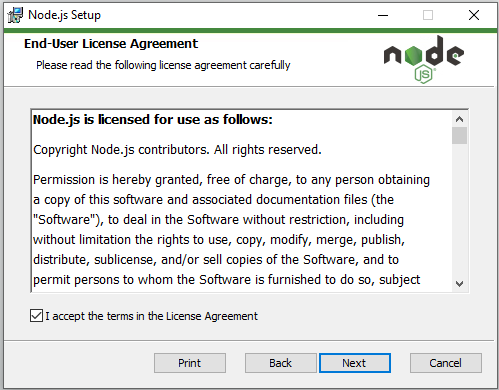 Node.js Setup
End-User License Agreement
Please read the following license agreement carefully
node
JS
Node.js is licensed for use as follows:
Copyright Node.js contributors. All rights reserved.
Permission is hereby granted, free of charge, to any person obtaining
a copy of this software and associated documentation files (the
"Software"), to deal in the Software without restriction, including
without limitation the rights to use, copy, modify, merge, publish,
distribute, sublicense, and/or sell copies of the Software, and to
permit persons to whom the Software is furnished to do so, subject
I accept the terms in the License Agreement
Print
Back
Next
Cancel